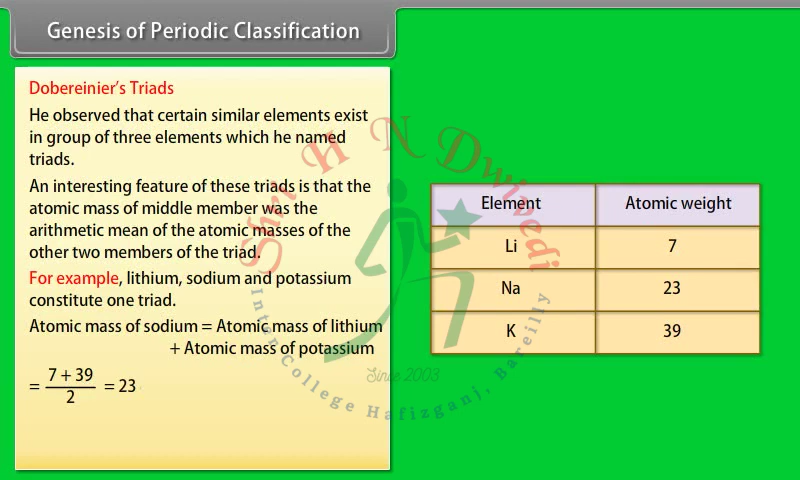 Genesis of Periodic Classification
Dobereinier's Triads
He observed that certain similar elements exist
in group of three elements which he named
triads.
An interesting feature of these triads is that the
atomic mass of middle member was the
arithmetic mean of the atomic masses of the
other two members of the triad.
For example, lithium, sodium and potassium
constitute one triad.
Atomic mass of sodium = Atomic mass of lithium
+ Atomic mass of potassium
= 7 + 39 / 2 = 23
Element Atomic weight
Li 7
Na 23
K 39
Shri H N Dwivedi
Inter College Hafizganj, Bareilly
Since 2003